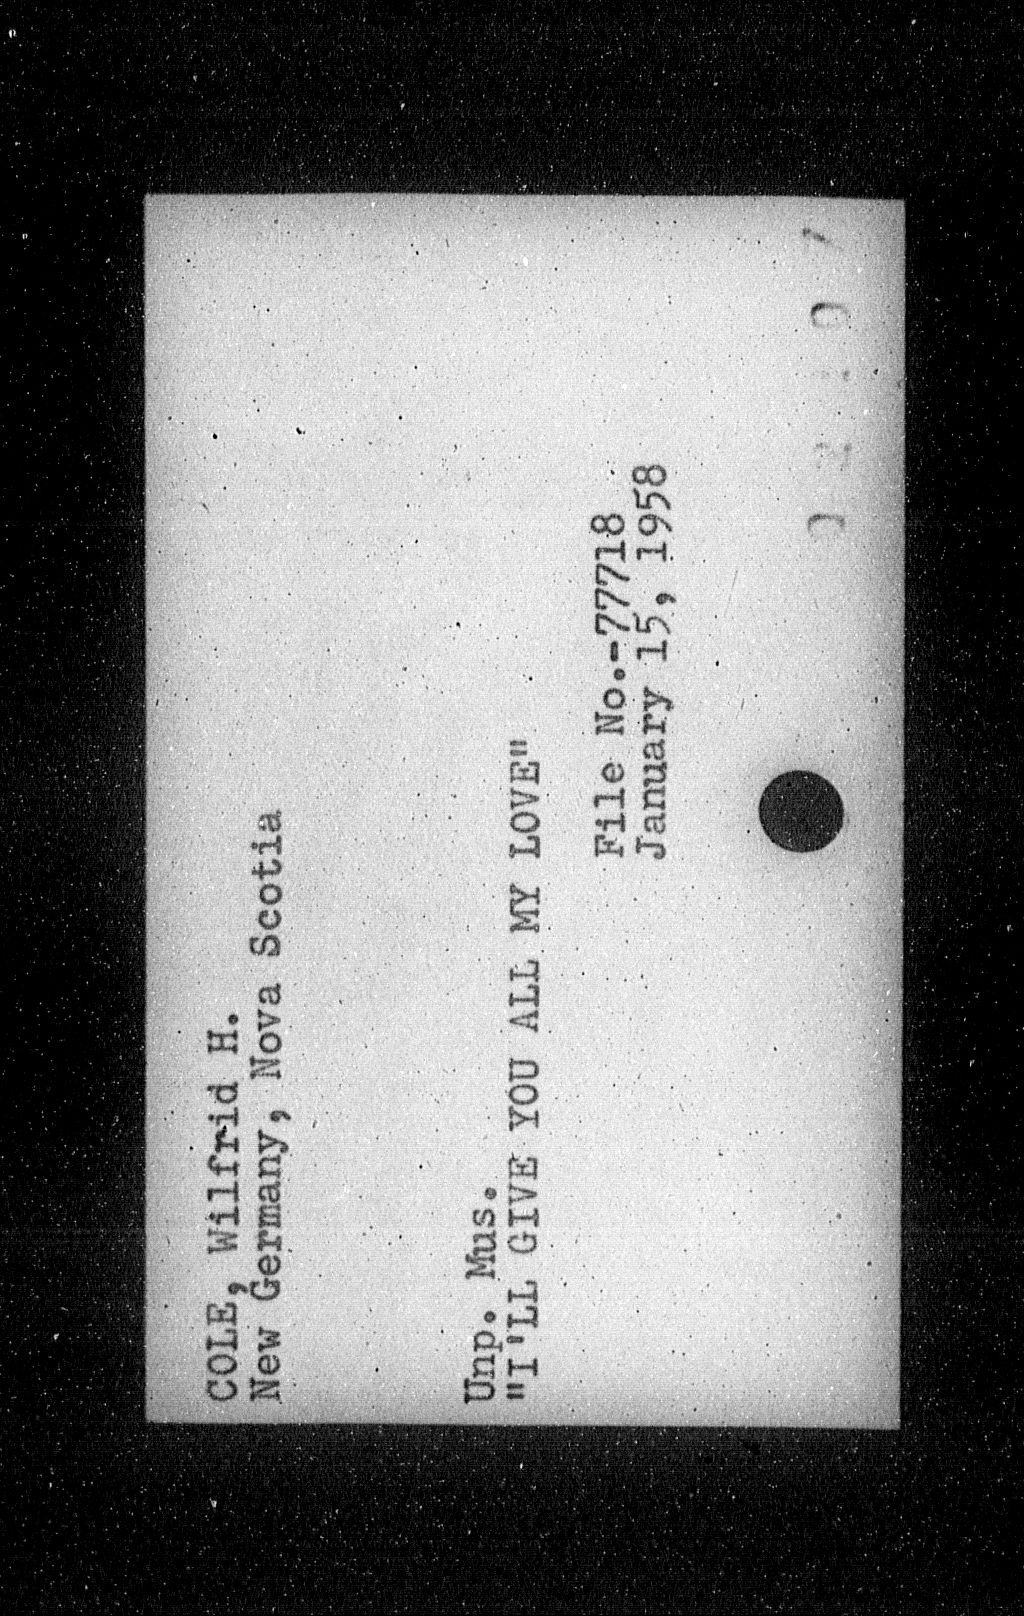 COLE, Wilfrid H.
New Germany, Nova Scotia
Unp. Mus.
"I'LL GIVE YOU ALL MY LOVE"
File No.-77718
January 15, 1958